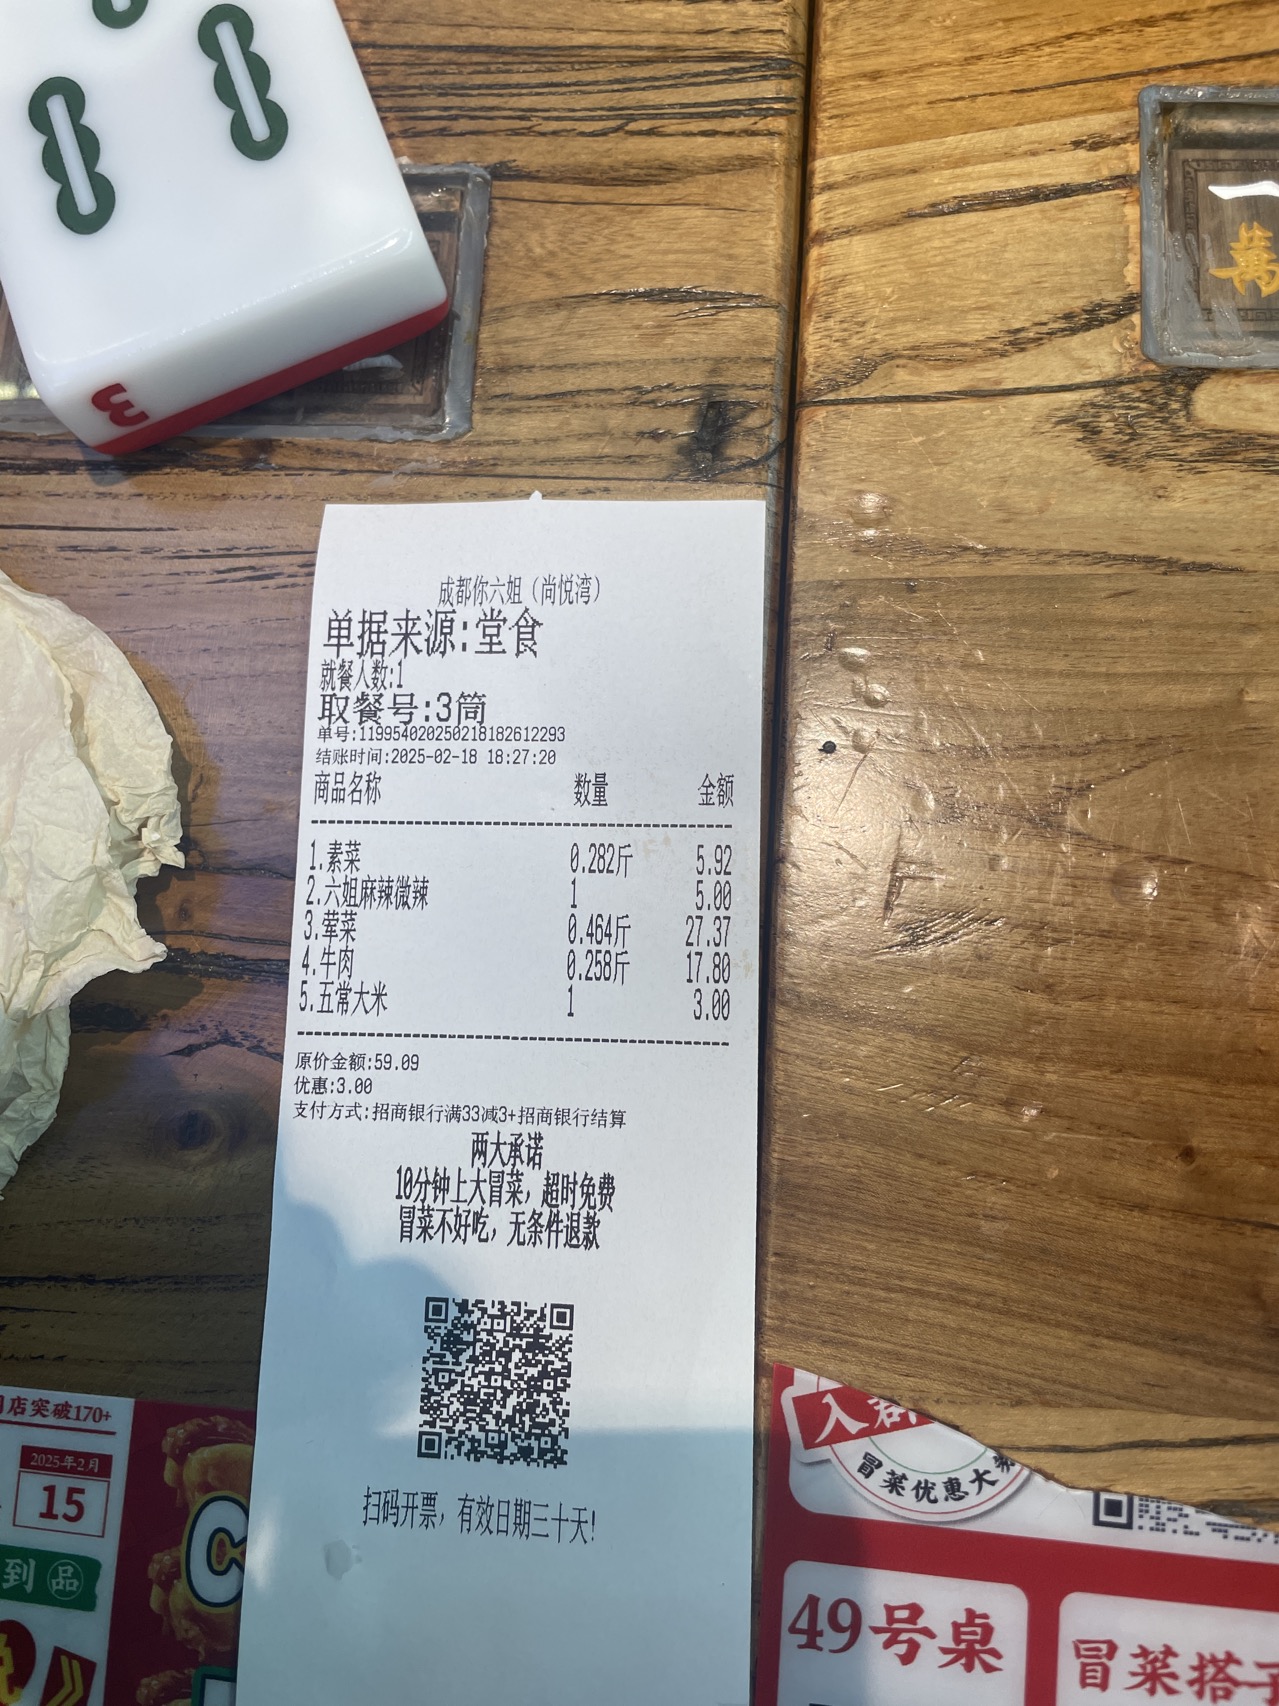 3
萬
成都你六姐（尚悦湾）
单据来源:堂食
就餐人数:1
取餐号:3筒
单号:119954020250218182612293
结账时间:2025-02-18 18:27:20
商品名称 数量 金额
1.素菜 0.282斤 5.92
2.六姐麻辣微辣 1 5.00
3.荤菜 0.464斤 27.37
4.牛肉 0.258斤 17.80
5.五常大米 1 3.00
原价金额:59.09
优惠:3.00
支付方式:招商银行满33减3+招商银行结算
两大承诺
10分钟上大冒菜，超时免费
冒菜不好吃，无条件退款
扫码开票，有效日期三十天!
店突破170+
2025年2月
15
到品
入群
冒菜优惠大
49号桌
冒菜搭子